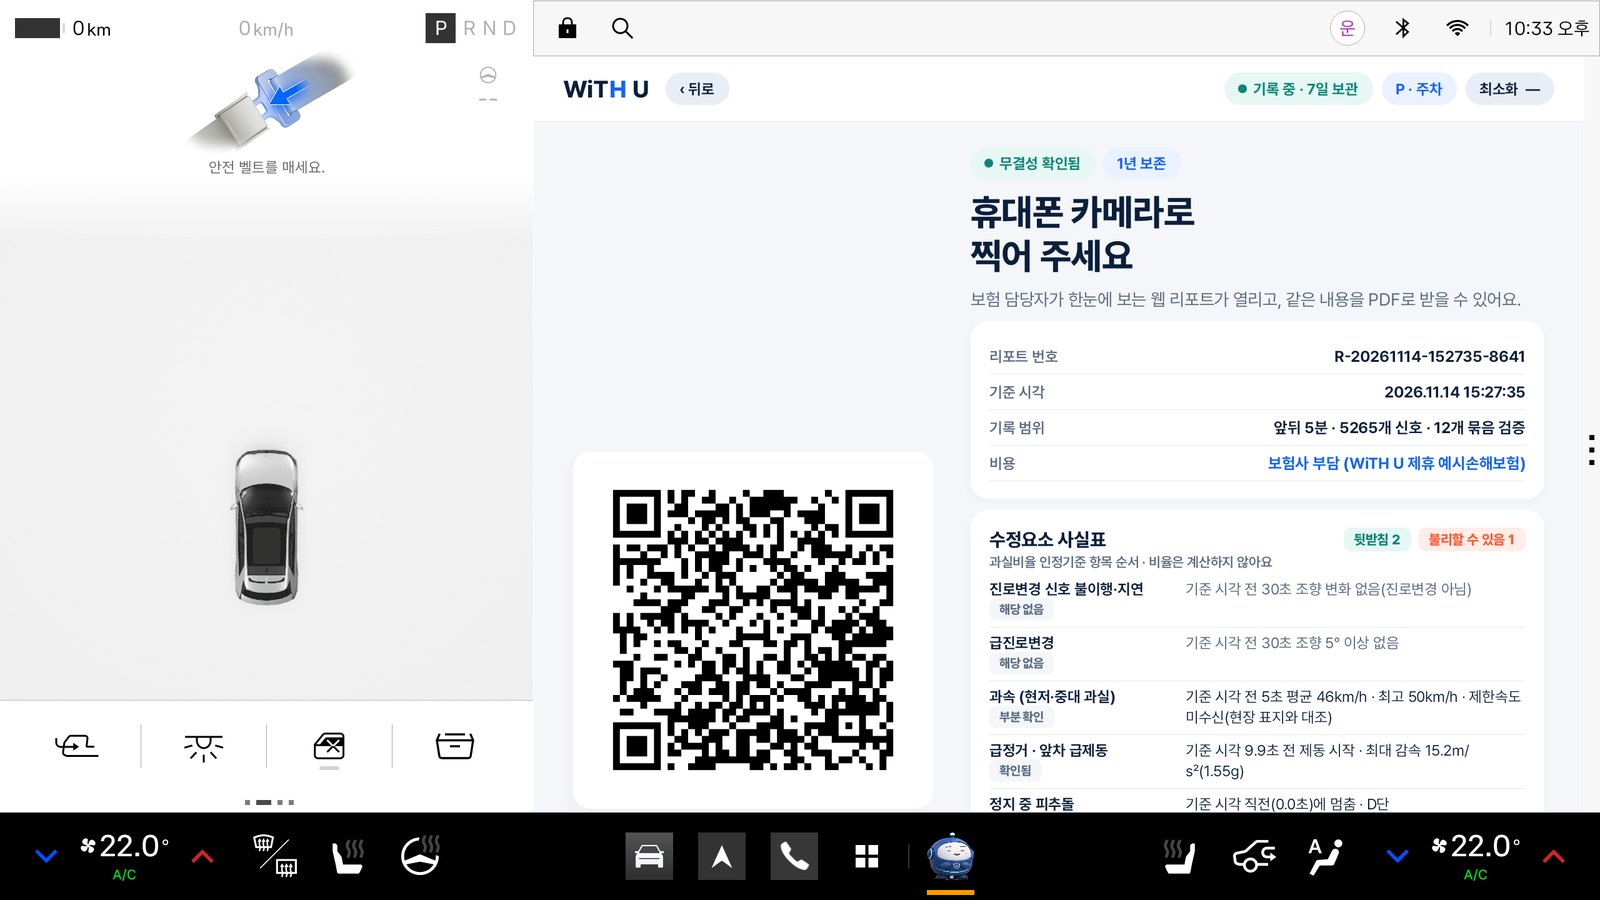 0 km
0 km/h
P R N D
안전 벨트를 매세요.
운
10:33 오후
WiTH U
‹ 뒤로
기록 중 · 7일 보관
P · 주차
최소화 —
무결성 확인됨
1년 보존
휴대폰 카메라로
찍어 주세요
보험 담당자가 한눈에 보는 웹 리포트가 열리고, 같은 내용을 PDF로 받을 수 있어요.
리포트 번호
R-20261114-152735-8641
기준 시각
2026.11.14 15:27:35
기록 범위
앞뒤 5분 · 5265개 신호 · 12개 묶음 검증
비용
보험사 부담 (WiTH U 제휴 예시손해보험)
수정요소 사실표
뒷받침 2
불리할 수 있음 1
과실비율 인정기준 항목 순서 · 비율은 계산하지 않아요
진로변경 신호 불이행·지연
해당 없음
기준 시각 전 30초 조향 변화 없음(진로변경 아님)
급진로변경
해당 없음
기준 시각 전 30초 조향 5° 이상 없음
과속 (현저·중대 과실)
부분 확인
기준 시각 전 5초 평균 46km/h · 최고 50km/h · 제한속도
미수신(현장 표지와 대조)
급정거 · 앞차 급제동
확인됨
기준 시각 9.9초 전 제동 시작 · 최대 감속 15.2m/
s²(1.55g)
정지 중 피추돌
기준 시각 직전(0.0초)에 멈춤 · D단
22.0°
A/C
A
22.0°
A/C